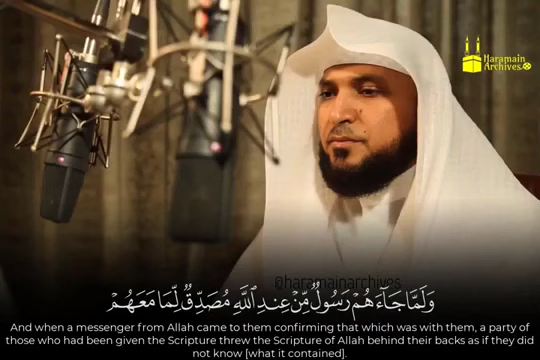 Haramain
Archives
@haramainarchives
وَلَمَّا جَآءَهُمْ رَسُولٌ مِّنْ عِندِ ٱللَّهِ مُصَدِّقٌ لِّمَا مَعَهُمْ
And when a messenger from Allah came to them confirming that which was with them, a party of
those who had been given the Scripture threw the Scripture of Allah behind their backs as if they did
not know [what it contained].